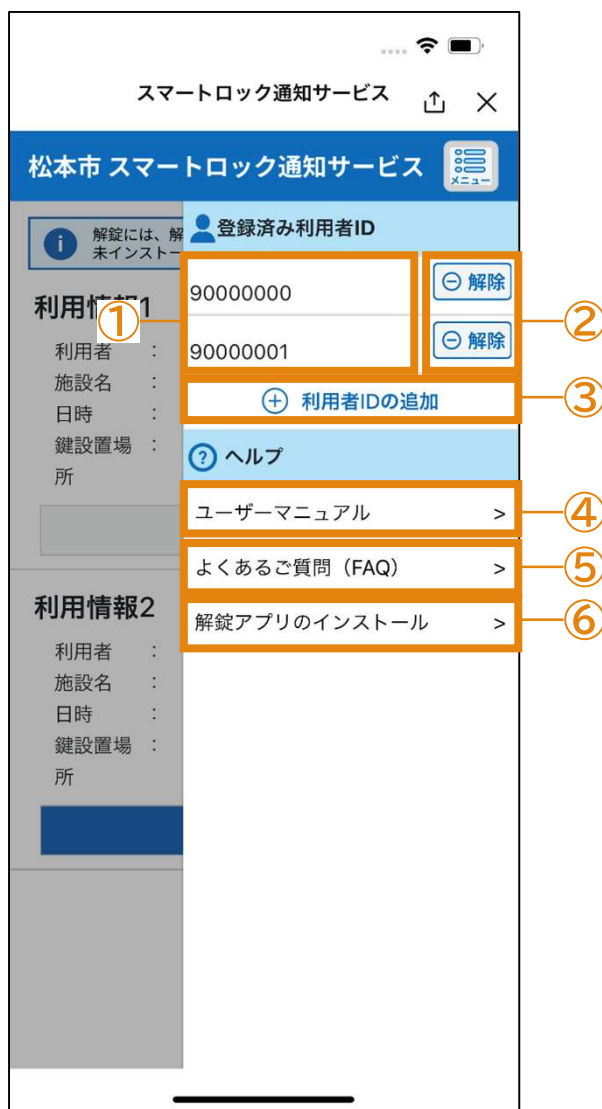 スマートロック通知サービス
松本市 スマートロック通知サービス
メニュー
i 解錠には、解
未インストー
登録済み利用者ID
90000000
解除
90000001
解除
① ②
利用者IDの追加
③
? ヘルプ
ユーザーマニュアル >
④
よくあるご質問(FAQ) >
⑤
解錠アプリのインストール >
⑥
利用情報1
利用者 :
施設名 :
日時 :
鍵設置場 :
所
利用情報2
利用者 :
施設名 :
日時 :
鍵設置場 :
所